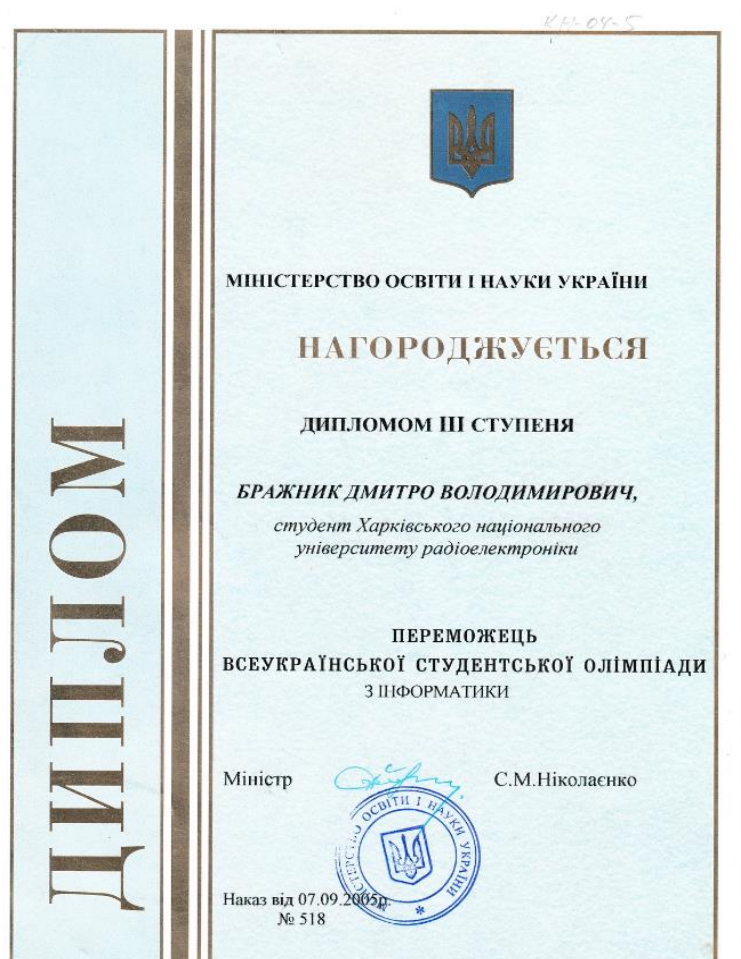 КН-04-5
ДИПЛОМ
МІНІСТЕРСТВО ОСВІТИ І НАУКИ УКРАЇНИ
НАГОРОДЖУЄТЬСЯ
ДИПЛОМОМ III СТУПЕНЯ
БРАЖНИК ДМИТРО ВОЛОДИМИРОВИЧ,
студент Харківського національного
університету радіоелектроніки
ПЕРЕМОЖЕЦЬ
ВСЕУКРАЇНСЬКОЇ СТУДЕНТСЬКОЇ ОЛІМПІАДИ
З ІНФОРМАТИКИ
Міністр С.М.Ніколаєнко
МІНІСТЕРСТВО ОСВІТИ І НАУКИ УКРАЇНИ
Наказ від 07.09.2005р.
№ 518